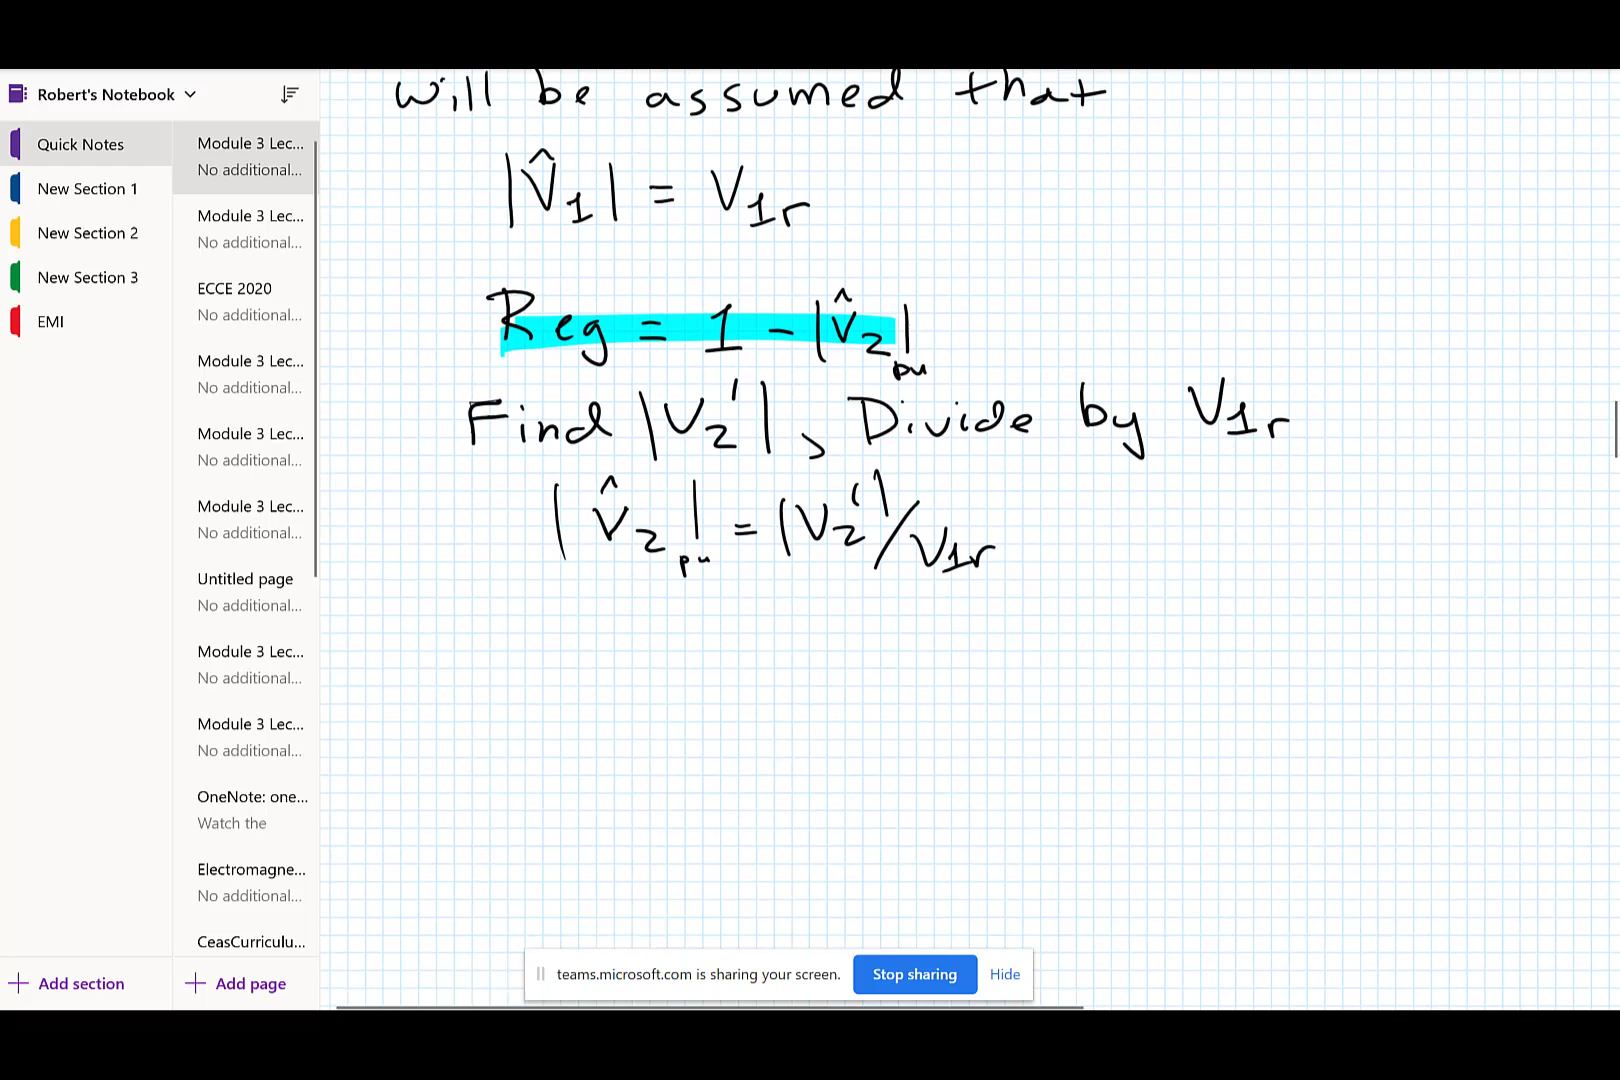 Robert's Notebook
Quick Notes
New Section 1
New Section 2
New Section 3
EMI
Add section
Module 3 Lec...
No additional...
Module 3 Lec...
No additional...
ECCE 2020
No additional...
Module 3 Lec...
No additional...
Module 3 Lec...
No additional...
Module 3 Lec...
No additional...
Untitled page
No additional...
Module 3 Lec...
No additional...
Module 3 Lec...
No additional...
OneNote: one...
Watch the
Electromagne...
No additional...
CeasCurriculu...
Add page
will be assumed that
|V̂₁| = V₁r
Reg = 1 - |V̂₂|pu
Find |V₂'|, Divide by V₁r
|V̂₂|pu = |V₂'|/V₁r
teams.microsoft.com is sharing your screen.
Stop sharing
Hide